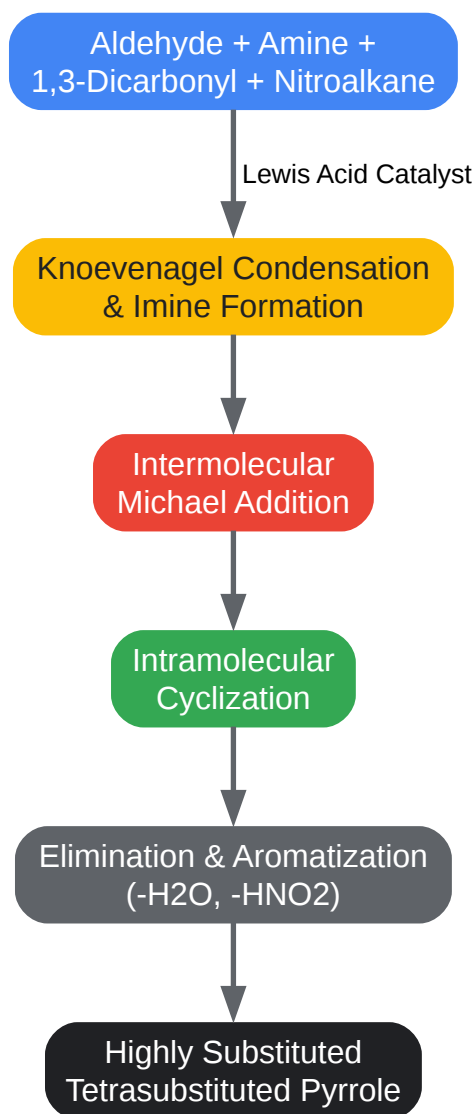 Aldehyde + Amine +
1,3-Dicarbonyl + Nitroalkane
Lewis Acid Catalyst
Knoevenagel Condensation
& Imine Formation
Intermolecular
Michael Addition
Intramolecular
Cyclization
Elimination & Aromatization
(-H2O, -HNO2)
Highly Substituted
Tetrasubstituted Pyrrole